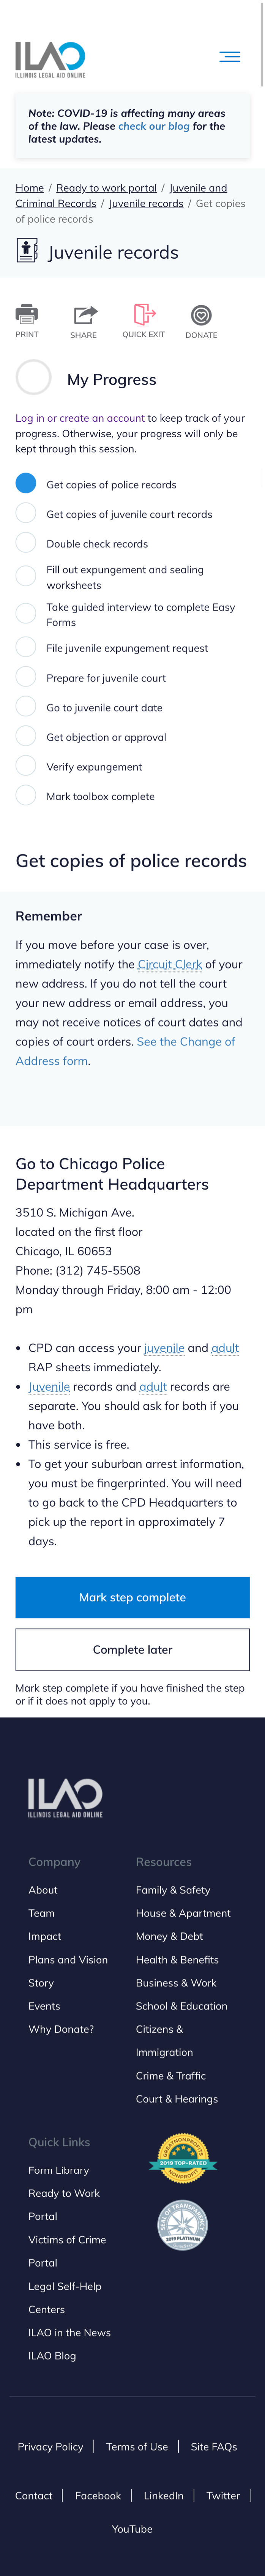 ILAO
ILLINOIS LEGAL AID ONLINE
Note: COVID-19 is affecting many areas
of the law. Please check our blog for the
latest updates.
Home / Ready to work portal / Juvenile and
Criminal Records / Juvenile records / Get copies
of police records
Juvenile records
PRINT
SHARE
QUICK EXIT
DONATE
My Progress
Log in or create an account to keep track of your
progress. Otherwise, your progress will only be
kept through this session.
Get copies of police records
Get copies of juvenile court records
Double check records
Fill out expungement and sealing
worksheets
Take guided interview to complete Easy
Forms
File juvenile expungement request
Prepare for juvenile court
Go to juvenile court date
Get objection or approval
Verify expungement
Mark toolbox complete
Get copies of police records
Remember
If you move before your case is over,
immediately notify the Circuit Clerk of your
new address. If you do not tell the court
your new address or email address, you
may not receive notices of court dates and
copies of court orders. See the Change of
Address form.
Go to Chicago Police
Department Headquarters
3510 S. Michigan Ave.
located on the first floor
Chicago, IL 60653
Phone: (312) 745-5508
Monday through Friday, 8:00 am - 12:00
pm
• CPD can access your juvenile and adult
RAP sheets immediately.
• Juvenile records and adult records are
separate. You should ask for both if you
have both.
• This service is free.
• To get your suburban arrest information,
you must be fingerprinted. You will need
to go back to the CPD Headquarters to
pick up the report in approximately 7
days.
Mark step complete
Complete later
Mark step complete if you have finished the step
or if it does not apply to you.
ILAO
ILLINOIS LEGAL AID ONLINE
Company
About
Team
Impact
Plans and Vision
Story
Events
Why Donate?
Resources
Family & Safety
House & Apartment
Money & Debt
Health & Benefits
Business & Work
School & Education
Citizens &
Immigration
Crime & Traffic
Court & Hearings
Quick Links
Form Library
Ready to Work
Portal
Victims of Crime
Portal
Legal Self-Help
Centers
ILAO in the News
ILAO Blog
GREATNONPROFITS
2019 TOP-RATED
NONPROFIT
SEAL OF TRANSPARENCY
2019 PLATINUM
Privacy Policy
Terms of Use
Site FAQs
Contact
Facebook
LinkedIn
Twitter
YouTube